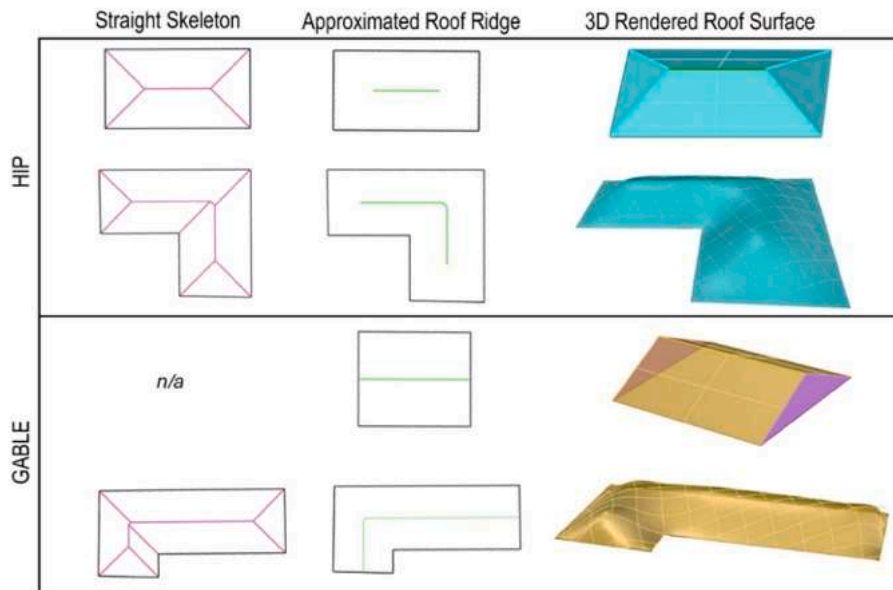 Straight Skeleton Approximated Roof Ridge 3D Rendered Roof Surface
HIP
n/a
GABLE